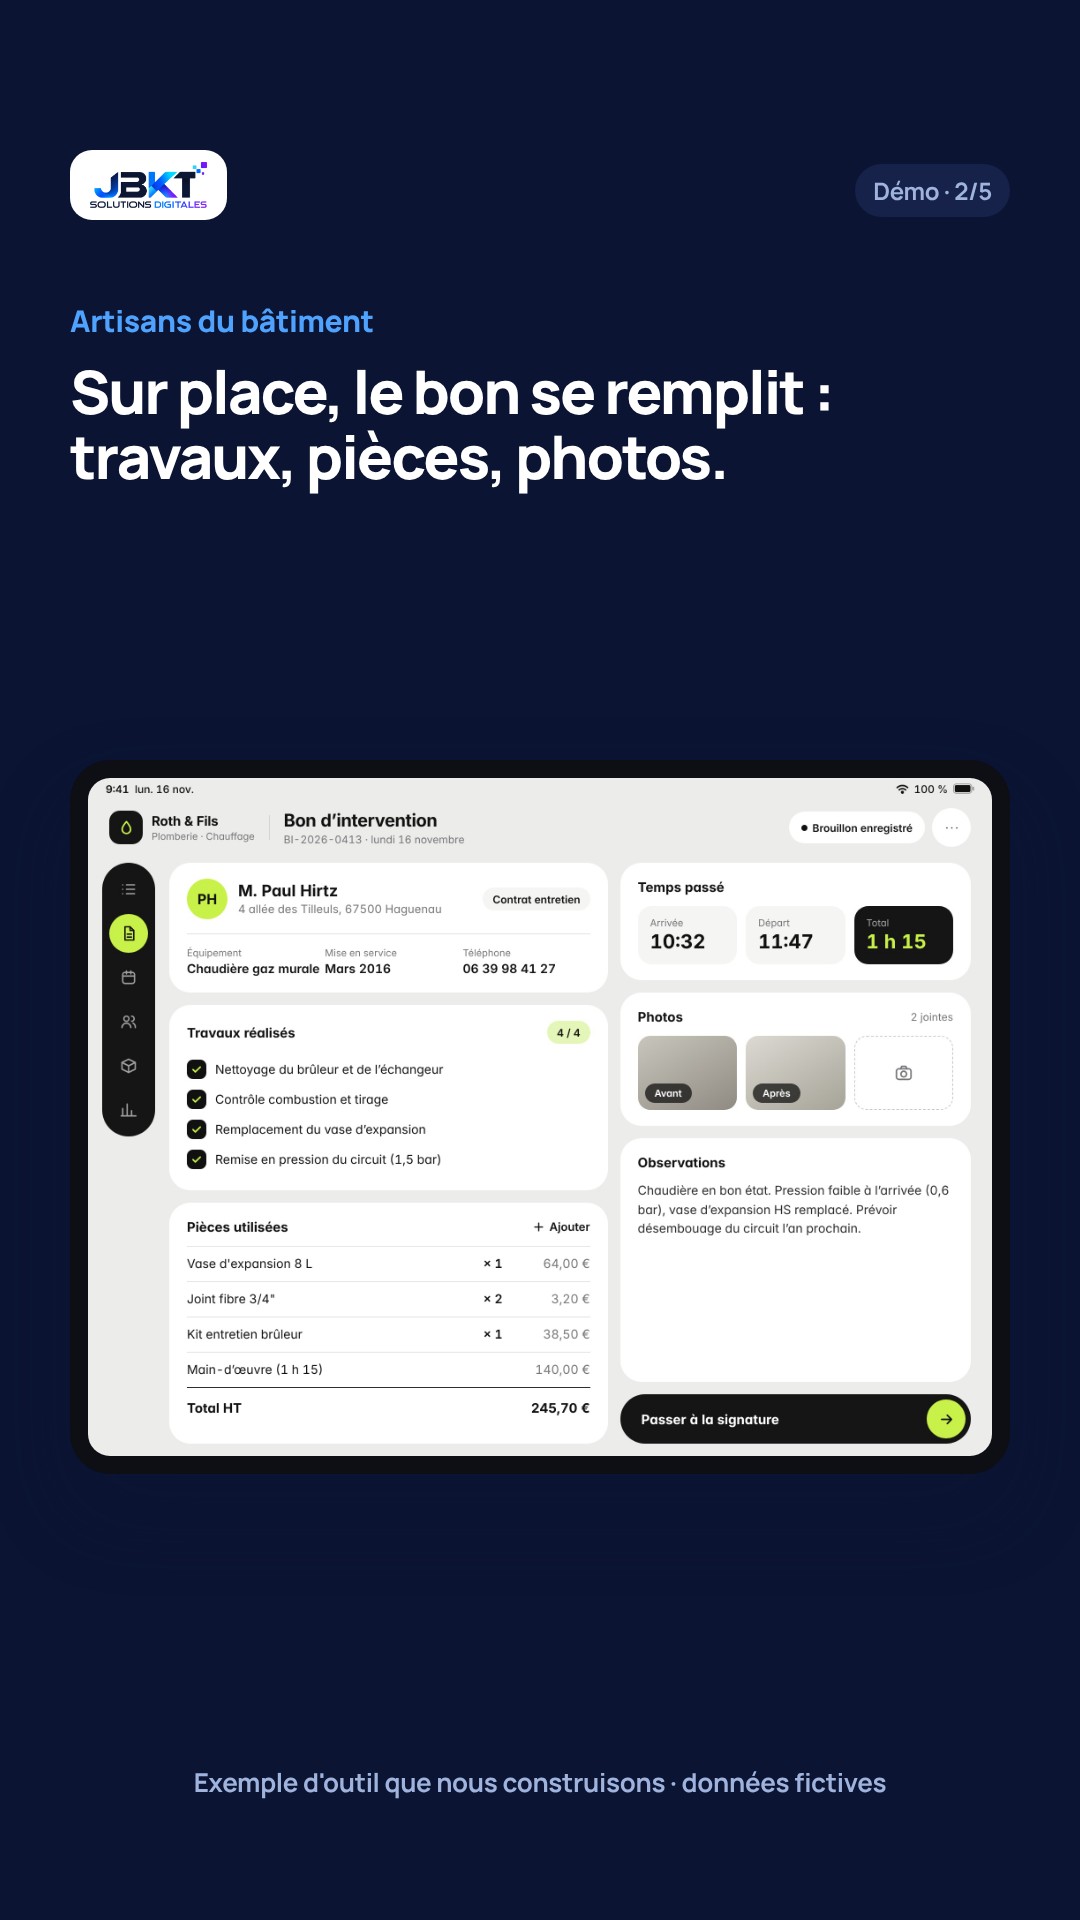 JBKT
SOLUTIONS DIGITALES
Démo · 2/5
Artisans du bâtiment
Sur place, le bon se remplit :
travaux, pièces, photos.
9:41 lun. 16 nov.
100 %
Roth & Fils
Plomberie · Chauffage
Bon d’intervention
BI-2026-0413 · lundi 16 novembre
Brouillon enregistré
PH
M. Paul Hirtz
4 allée des Tilleuls, 67500 Haguenau
Contrat entretien
Équipement
Chaudière gaz murale
Mise en service
Mars 2016
Téléphone
06 39 98 41 27
Travaux réalisés
4 / 4
Nettoyage du brûleur et de l’échangeur
Contrôle combustion et tirage
Remplacement du vase d’expansion
Remise en pression du circuit (1,5 bar)
Pièces utilisées
+ Ajouter
Vase d'expansion 8 L × 1 64,00 €
Joint fibre 3/4" × 2 3,20 €
Kit entretien brûleur × 1 38,50 €
Main-d’œuvre (1 h 15) 140,00 €
Total HT 245,70 €
Temps passé
Arrivée
10:32
Départ
11:47
Total
1 h 15
Photos
2 jointes
Avant
Après
Observations
Chaudière en bon état. Pression faible à l’arrivée (0,6
bar), vase d’expansion HS remplacé. Prévoir
désembouage du circuit l’an prochain.
Passer à la signature
Exemple d'outil que nous construisons · données fictives